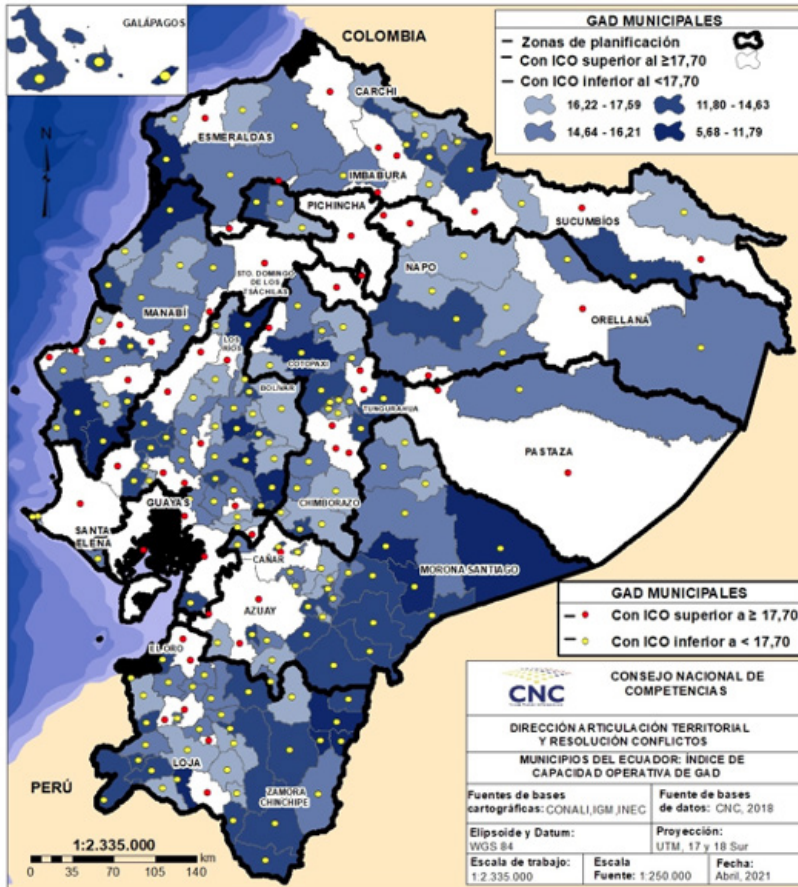 GALÁPAGOS
COLOMBIA
GAD MUNICIPALES
Zonas de planificación
Con ICO superior al ≥17,70
Con ICO inferior al <17,70
16,22 - 17,59
11,80 - 14,63
14,64 - 16,21
5,68 - 11,79
N
CARCHI
ESMERALDAS
IMBABURA
PICHINCHA
SUCUMBÍOS
NAPO
STO. DOMINGO
DE LOS
TSÁCHILAS
ORELLANA
MANABÍ
LOS
RÍOS
COTOPAXI
BOLÍVAR
TUNGURAHUA
PASTAZA
CHIMBORAZO
GUAYAS
SANTA
ELENA
CAÑAR
MORONA SANTIAGO
AZUAY
EL ORO
LOJA
ZAMORA
CHINCHIPE
PERÚ
1:2.335.000
0 35 70 105 140
km
GAD MUNICIPALES
Con ICO superior a ≥ 17,70
Con ICO inferior a < 17,70
CNC
CONSEJO NACIONAL DE
COMPETENCIAS
DIRECCIÓN ARTICULACIÓN TERRITORIAL
Y RESOLUCIÓN CONFLICTOS
MUNICIPIOS DEL ECUADOR: ÍNDICE DE
CAPACIDAD OPERATIVA DE GAD
Fuentes de bases
cartográficas: CONALI,IGM,INEC
Fuente de bases
de datos: CNC, 2018
Elipsoide y Datum:
WGS 84
Proyección:
UTM, 17 y 18 Sur
Escala de trabajo:
1:2.335.000
Escala
Fuente: 1:250.000
Fecha:
Abril, 2021